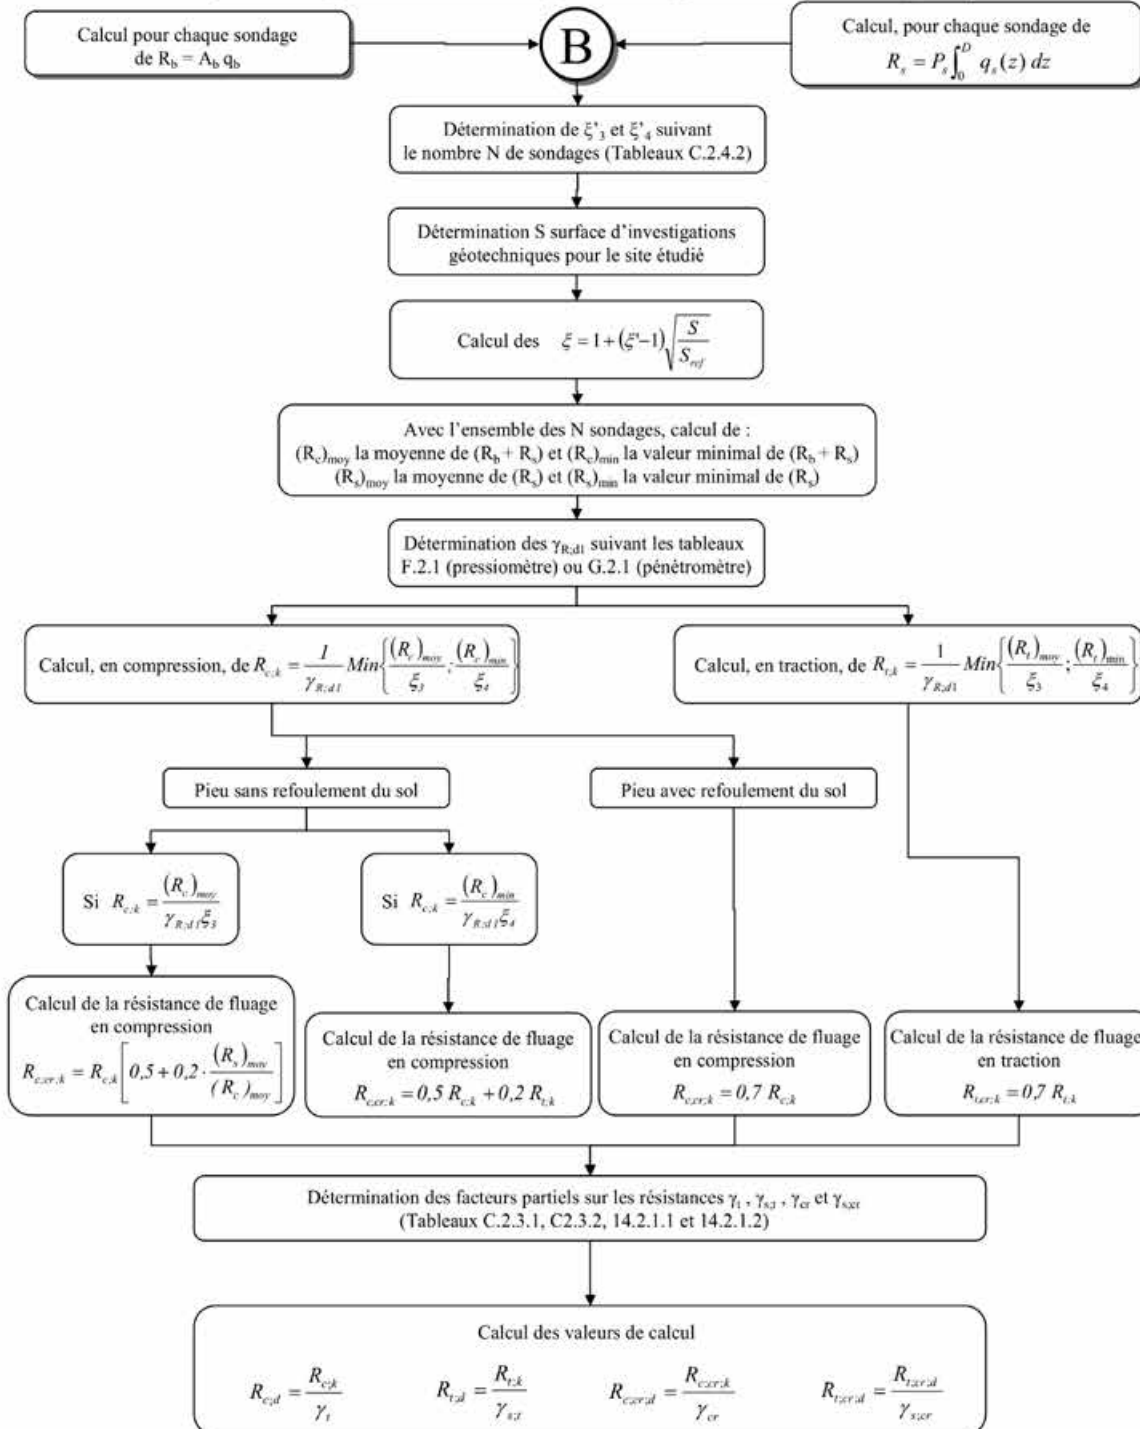 Calcul pour chaque sondage
de R_b = A_b q_b
B
Calcul, pour chaque sondage de
R_s = P_s ∫_0^D q_s(z) dz
Détermination de ξ'_3 et ξ'_4 suivant
le nombre N de sondages (Tableaux C.2.4.2)
Détermination S surface d'investigations
géotechniques pour le site étudié
Calcul des ξ = 1 + (ξ'-1) √(S / S_ref)
Avec l'ensemble des N sondages, calcul de :
(R_c)_moy la moyenne de (R_b + R_s) et (R_c)_min la valeur minimal de (R_b + R_s)
(R_s)_moy la moyenne de (R_s) et (R_s)_min la valeur minimal de (R_s)
Détermination des γ_R;d1 suivant les tableaux
F.2.1 (pressiomètre) ou G.2.1 (pénétromètre)
Calcul, en compression, de R_c;k = 1/γ_R;d1 Min{(R_c)_moy/ξ_3 ; (R_c)_min/ξ_4}
Calcul, en traction, de R_t;k = 1/γ_R;d1 Min{(R_t)_moy/ξ_3 ; (R_t)_min/ξ_4}
Pieu sans refoulement du sol
Pieu avec refoulement du sol
Si R_c;k = (R_c)_moy / γ_R;d1 ξ_3
Si R_c;k = (R_c)_min / γ_R;d1 ξ_4
Calcul de la résistance de fluage
en compression
R_c;cr;k = R_c;k [0,5 + 0,2 · (R_s)_moy / (R_c)_moy]
Calcul de la résistance de fluage
en compression
R_c;cr;k = 0,5 R_c;k + 0,2 R_t;k
Calcul de la résistance de fluage
en compression
R_c;cr;k = 0,7 R_c;k
Calcul de la résistance de fluage
en traction
R_t;cr;k = 0,7 R_t;k
Détermination des facteurs partiels sur les résistances γ_t , γ_s;t , γ_cr et γ_s;cr
(Tableaux C.2.3.1, C2.3.2, 14.2.1.1 et 14.2.1.2)
Calcul des valeurs de calcul
R_c;d = R_c;k / γ_t
R_t;d = R_t;k / γ_s;t
R_c;cr;d = R_c;cr;k / γ_cr
R_t;cr;d = R_t;cr;d / γ_s;cr